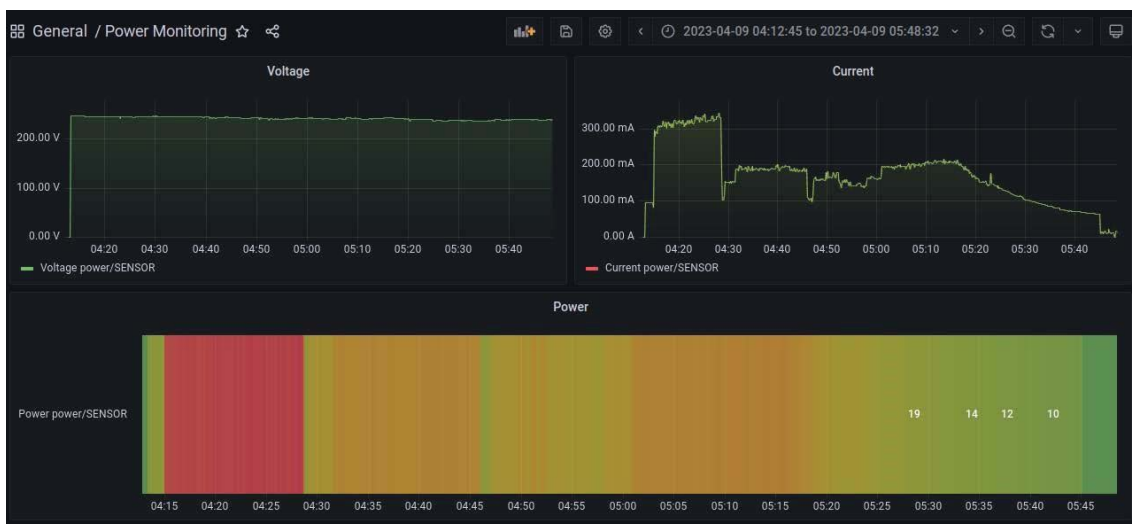 General / Power Monitoring
2023-04-09 04:12:45 to 2023-04-09 05:48:32
Voltage
200.00 V
100.00 V
0.00 V
04:20 04:30 04:40 04:50 05:00 05:10 05:20 05:30 05:40
Voltage power/SENSOR
Current
300.00 mA
200.00 mA
100.00 mA
0.00 A
04:20 04:30 04:40 04:50 05:00 05:10 05:20 05:30 05:40
Current power/SENSOR
Power
Power power/SENSOR
19 14 12 10
04:15 04:20 04:25 04:30 04:35 04:40 04:45 04:50 04:55 05:00 05:05 05:10 05:15 05:20 05:25 05:30 05:35 05:40 05:45